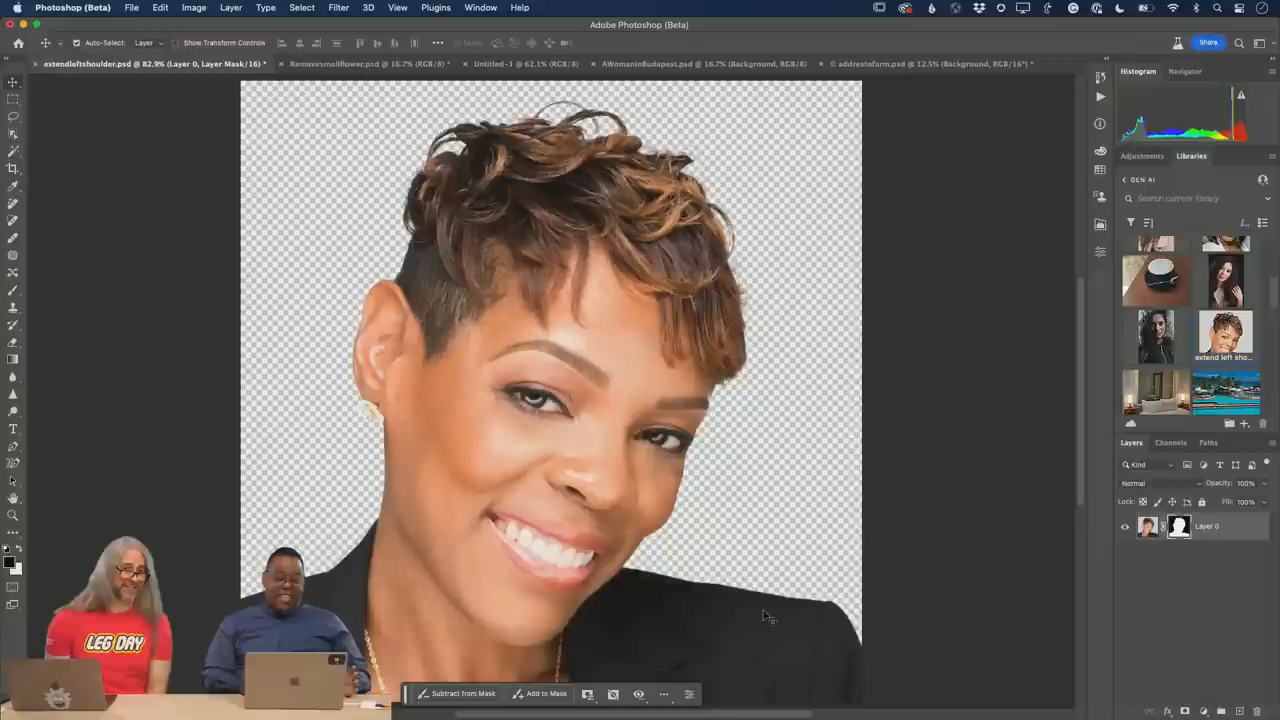 Photoshop (Beta) File Edit Image Layer Type Select Filter 3D View Plugins Window Help
Adobe Photoshop (Beta)
Auto-Select: Layer Show Transform Controls
Share
extendleftshoulder.psd @ 82.9% (Layer 0, Layer Mask/16) *
Removesmallflower.psd @ 16.7% (RGB/8) *
Untitled-1 @ 62.1% (RGB/8)
AWomaninBudapest.psd @ 16.7% (Background, RGB/8)
© addrestofarm.psd @ 12.5% (Background, RGB/16*) *
Histogram Navigator
Adjustments Libraries
GEN AI
Search current library
extend left sho...
Layers Channels Paths
Kind
Normal Opacity: 100%
Lock: Fill: 100%
Layer 0
LEG DAY
Subtract from Mask Add to Mask